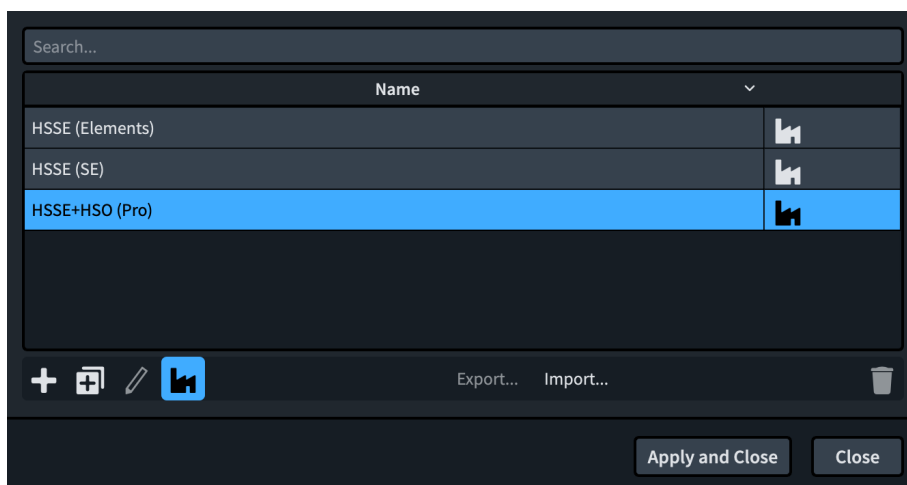 Search...
Name
HSSE (Elements)
HSSE (SE)
HSSE+HSO (Pro)
Export... Import...
Apply and Close Close